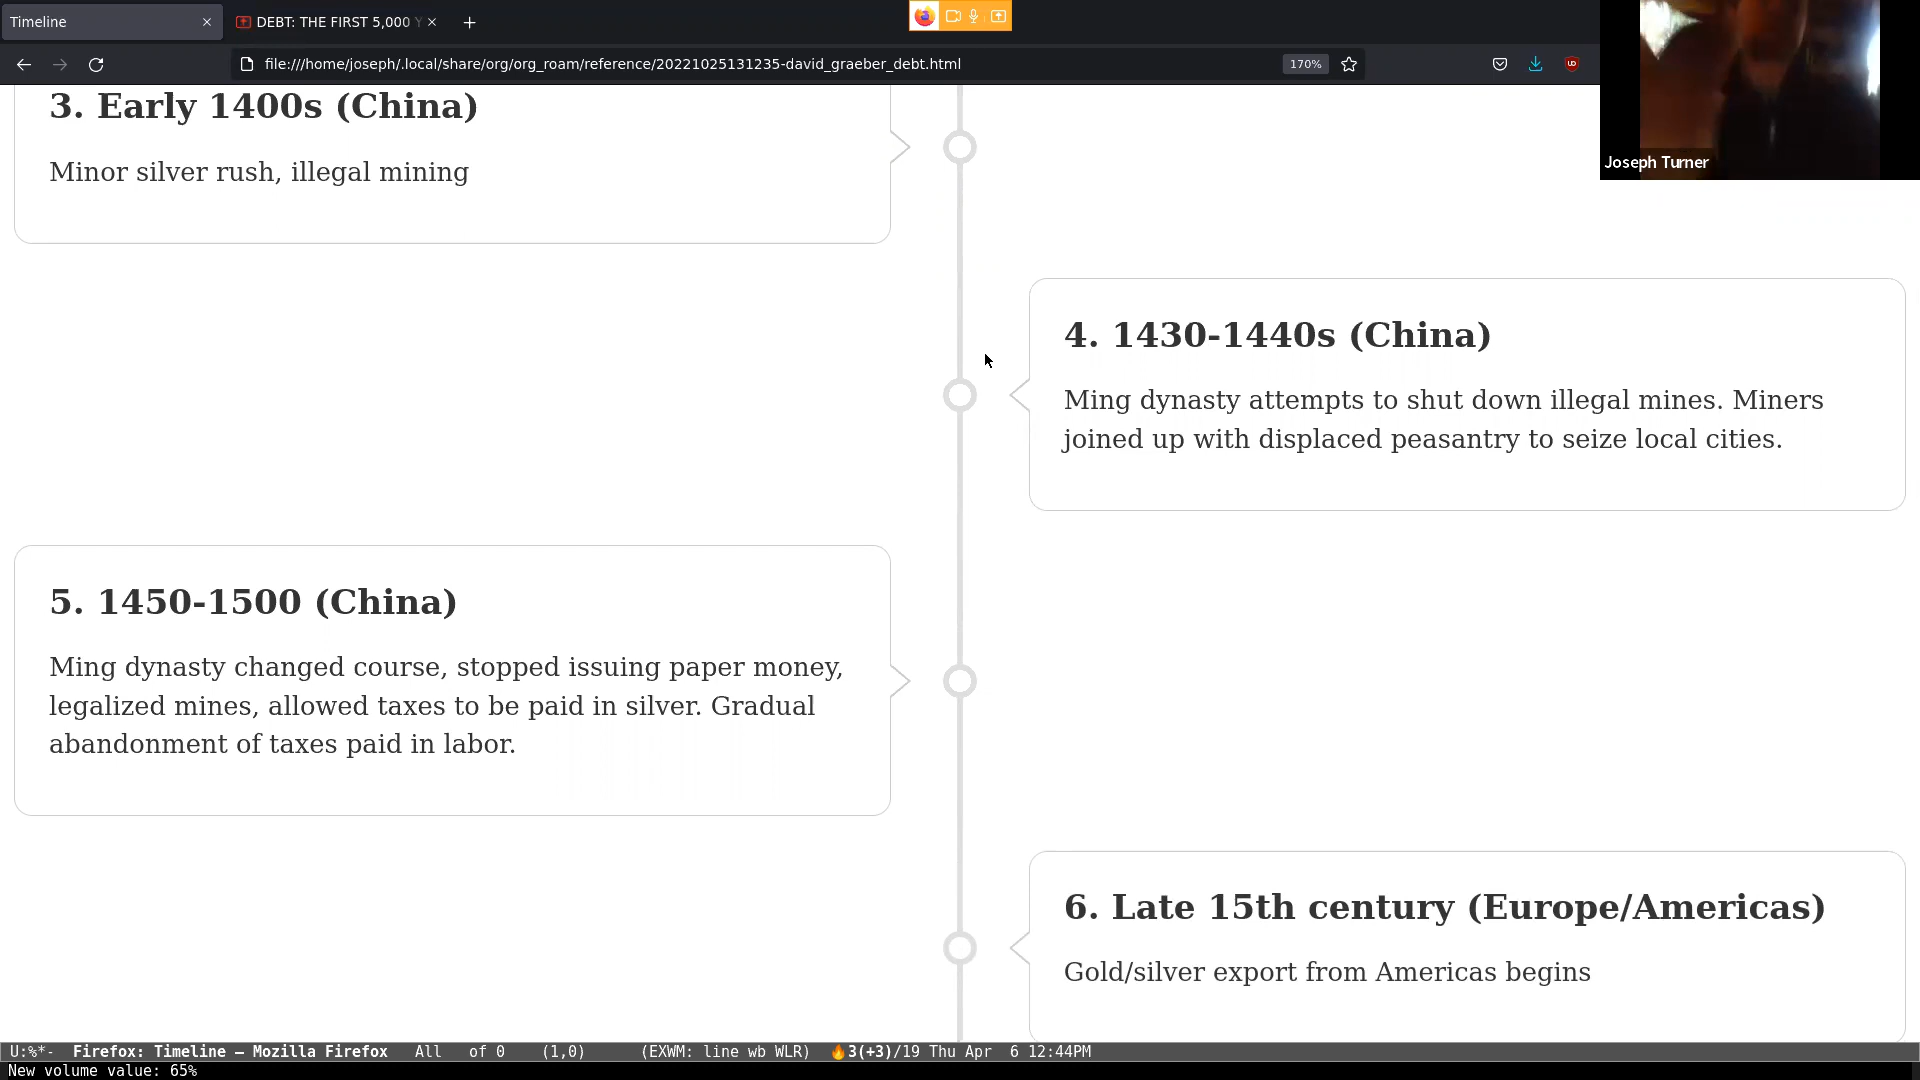 Timeline
DEBT: THE FIRST 5,000 Y
file:///home/joseph/.local/share/org/org_roam/reference/20221025131235-david_graeber_debt.html
170%
Joseph Turner
3. Early 1400s (China)
Minor silver rush, illegal mining
4. 1430-1440s (China)
Ming dynasty attempts to shut down illegal mines. Miners
joined up with displaced peasantry to seize local cities.
5. 1450-1500 (China)
Ming dynasty changed course, stopped issuing paper money,
legalized mines, allowed taxes to be paid in silver. Gradual
abandonment of taxes paid in labor.
6. Late 15th century (Europe/Americas)
Gold/silver export from Americas begins
U:%*- Firefox: Timeline — Mozilla Firefox All of 0 (1,0) (EXWM: line wb WLR) 🔥3(+3)/19 Thu Apr 6 12:44PM
New volume value: 65%